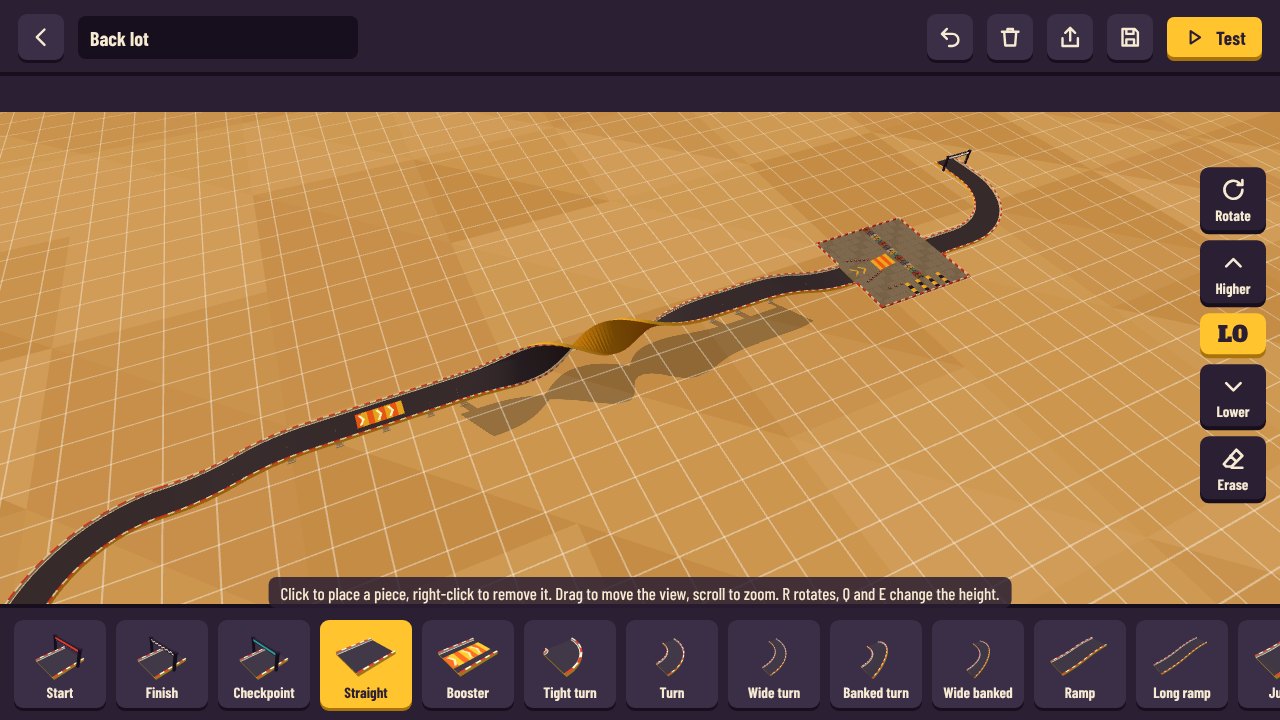 Back lot
Test
Rotate
Higher
L0
Lower
Erase
Click to place a piece, right-click to remove it. Drag to move the view, scroll to zoom. R rotates, Q and E change the height.
Start
Finish
Checkpoint
Straight
Booster
Tight turn
Turn
Wide turn
Banked turn
Wide banked
Ramp
Long ramp